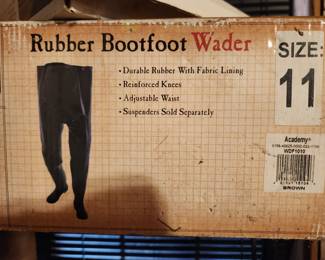 Rubber Bootfoot Wader
• Durable Rubber With Fabric Lining
• Reinforced Knees
• Adjustable Waist
• Suspenders Sold Separately
SIZE:
11
Academy®
WDF1010
BROWN